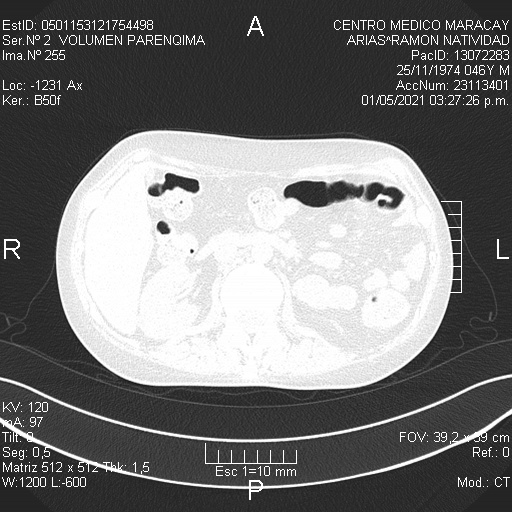 EstID: 0501153121754498
Ser.Nº 2 VOLUMEN PARENQIMA
Ima.Nº 255
Loc: -1231 Ax
Ker.: B50f
A
CENTRO MEDICO MARACAY
ARIAS^RAMON NATIVIDAD
PacID: 13072283
25/11/1974 046Y M
AccNum: 23113401
01/05/2021 03:27:26 p.m.
R
L
KV: 120
mA: 97
Tilt: 0
Seg: 0,5
Matriz 512 x 512 Thk: 1,5
W:1200 L:-600
Esc 1=10 mm
P
FOV: 39,2 x 39 cm
Ref.: 0
Mod.: CT